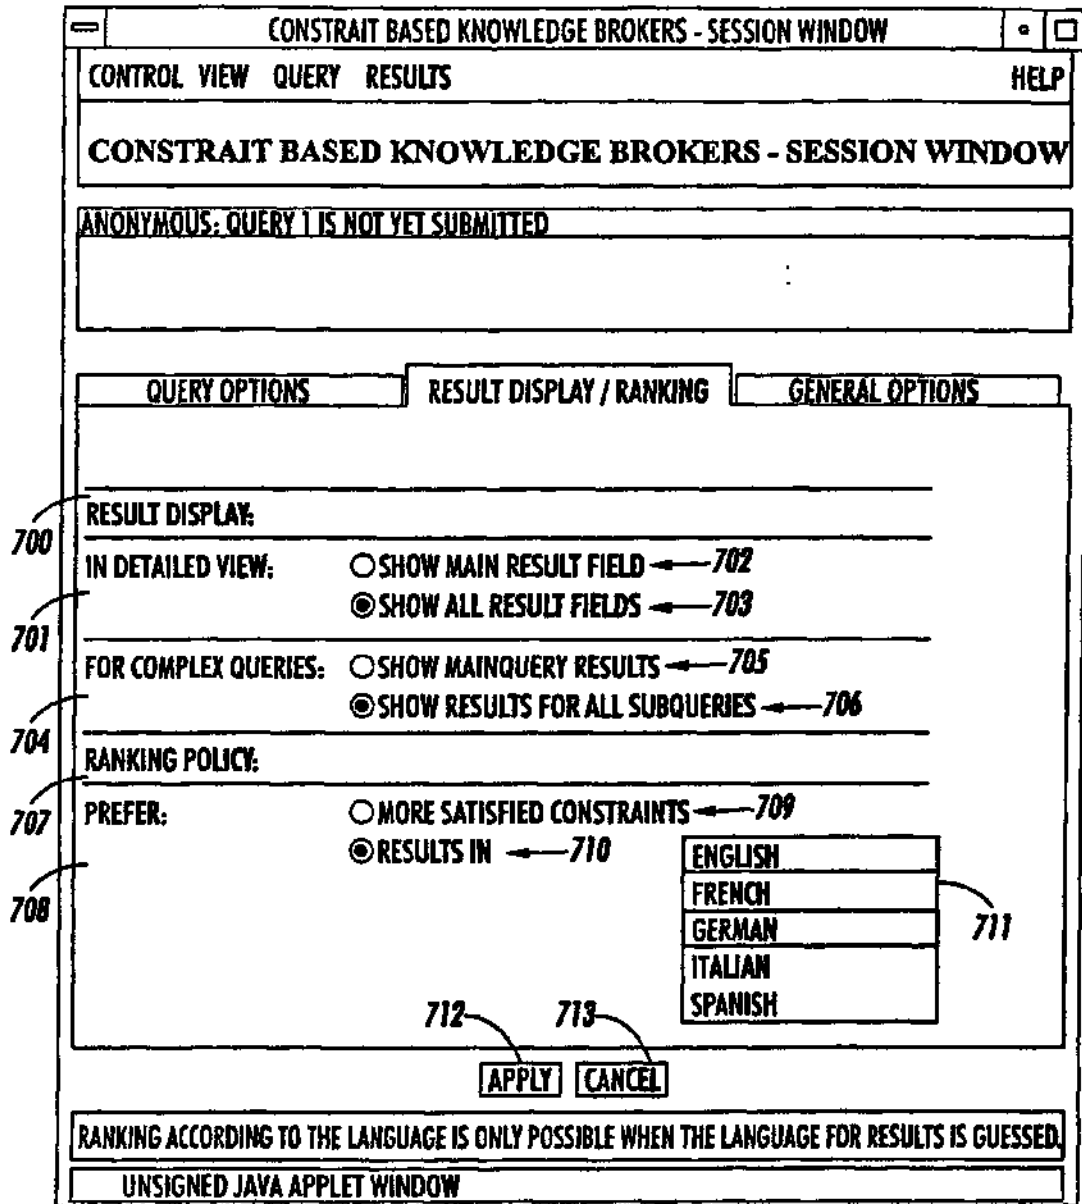 CONSTRAIT BASED KNOWLEDGE BROKERS - SESSION WINDOW
CONTROL VIEW QUERY RESULTS HELP
CONSTRAIT BASED KNOWLEDGE BROKERS - SESSION WINDOW
ANONYMOUS: QUERY 1 IS NOT YET SUBMITTED
QUERY OPTIONS RESULT DISPLAY / RANKING GENERAL OPTIONS
700 RESULT DISPLAY:
IN DETAILED VIEW: SHOW MAIN RESULT FIELD 702
701 SHOW ALL RESULT FIELDS 703
FOR COMPLEX QUERIES: SHOW MAINQUERY RESULTS 705
704 SHOW RESULTS FOR ALL SUBQUERIES 706
RANKING POLICY:
707 PREFER: MORE SATISFIED CONSTRAINTS 709
708 RESULTS IN 710
ENGLISH
FRENCH
GERMAN 711
ITALIAN
SPANISH
712 713
APPLY CANCEL
RANKING ACCORDING TO THE LANGUAGE IS ONLY POSSIBLE WHEN THE LANGUAGE FOR RESULTS IS GUESSED.
UNSIGNED JAVA APPLET WINDOW